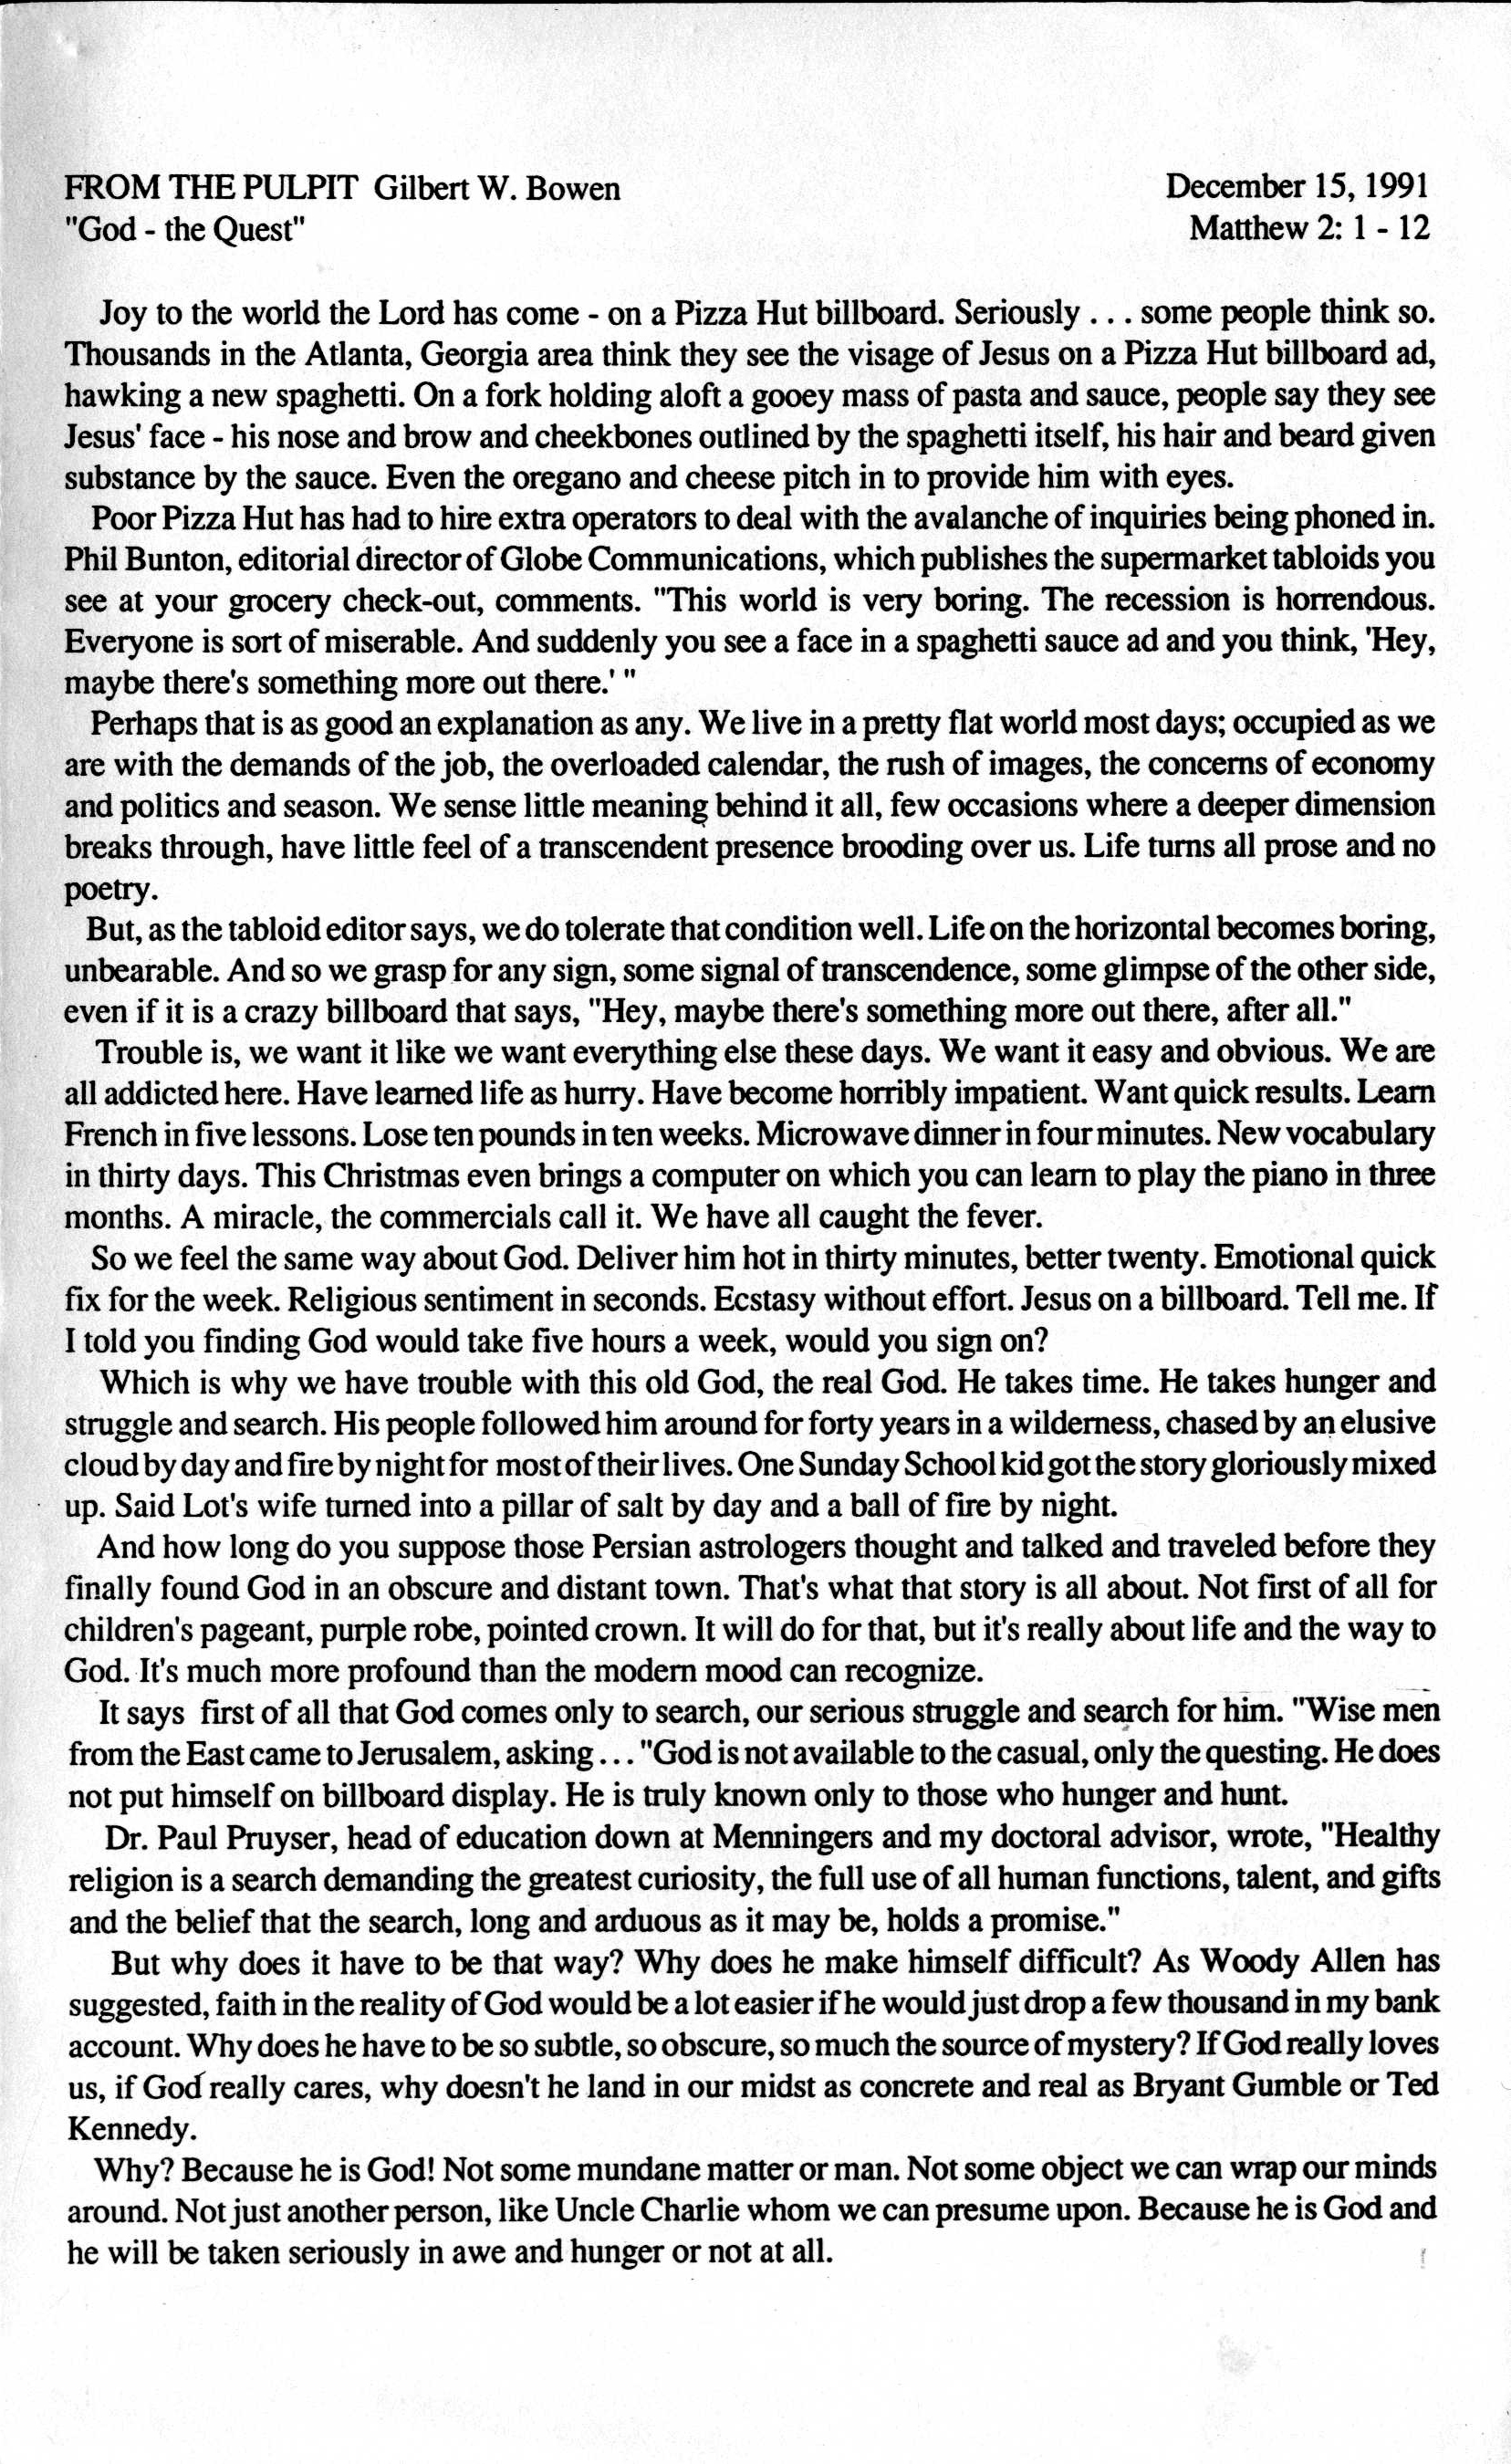 FROM THE PULPIT Gilbert W. Bowen December 15, 1991
"God - the Quest" Matthew 2: 1 - 12
Joy to the world the Lord has come - on a Pizza Hut billboard. Seriously . . . some people think so.
Thousands in the Atlanta, Georgia area think they see the visage of Jesus on a Pizza Hut billboard ad,
hawking a new spaghetti. On a fork holding aloft a gooey mass of pasta and sauce, people say they see
Jesus' face - his nose and brow and cheekbones outlined by the spaghetti itself, his hair and beard given
substance by the sauce. Even the oregano and cheese pitch in to provide him with eyes.
Poor Pizza Hut has had to hire extra operators to deal with the avalanche of inquiries being phoned in.
Phil Bunton, editorial director of Globe Communications, which publishes the supermarket tabloids you
see at your grocery check-out, comments. "This world is very boring. The recession is horrendous.
Everyone is sort of miserable. And suddenly you see a face in a spaghetti sauce ad and you think, 'Hey,
maybe there's something more out there.' "
Perhaps that is as good an explanation as any. We live in a pretty flat world most days; occupied as we
are with the demands of the job, the overloaded calendar, the rush of images, the concerns of economy
and politics and season. We sense little meaning behind it all, few occasions where a deeper dimension
breaks through, have little feel of a transcendent presence brooding over us. Life turns all prose and no
poetry.
But, as the tabloid editor says, we do tolerate that condition well. Life on the horizontal becomes boring,
unbearable. And so we grasp for any sign, some signal of transcendence, some glimpse of the other side,
even if it is a crazy billboard that says, "Hey, maybe there's something more out there, after all."
Trouble is, we want it like we want everything else these days. We want it easy and obvious. We are
all addicted here. Have learned life as hurry. Have become horribly impatient. Want quick results. Learn
French in five lessons. Lose ten pounds in ten weeks. Microwave dinner in four minutes. New vocabulary
in thirty days. This Christmas even brings a computer on which you can learn to play the piano in three
months. A miracle, the commercials call it. We have all caught the fever.
So we feel the same way about God. Deliver him hot in thirty minutes, better twenty. Emotional quick
fix for the week. Religious sentiment in seconds. Ecstasy without effort. Jesus on a billboard. Tell me. If
I told you finding God would take five hours a week, would you sign on?
Which is why we have trouble with this old God, the real God. He takes time. He takes hunger and
struggle and search. His people followed him around for forty years in a wilderness, chased by an elusive
cloud by day and fire by night for most of their lives. One Sunday School kid got the story gloriously mixed
up. Said Lot's wife turned into a pillar of salt by day and a ball of fire by night.
And how long do you suppose those Persian astrologers thought and talked and traveled before they
finally found God in an obscure and distant town. That's what that story is all about. Not first of all for
children's pageant, purple robe, pointed crown. It will do for that, but it's really about life and the way to
God. It's much more profound than the modern mood can recognize.
It says first of all that God comes only to search, our serious struggle and search for him. "Wise men
from the East came to Jerusalem, asking . . . "God is not available to the casual, only the questing. He does
not put himself on billboard display. He is truly known only to those who hunger and hunt.
Dr. Paul Pruyser, head of education down at Menningers and my doctoral advisor, wrote, "Healthy
religion is a search demanding the greatest curiosity, the full use of all human functions, talent, and gifts
and the belief that the search, long and arduous as it may be, holds a promise."
But why does it have to be that way? Why does he make himself difficult? As Woody Allen has
suggested, faith in the reality of God would be a lot easier if he would just drop a few thousand in my bank
account. Why does he have to be so subtle, so obscure, so much the source of mystery? If God really loves
us, if God really cares, why doesn't he land in our midst as concrete and real as Bryant Gumble or Ted
Kennedy.
Why? Because he is God! Not some mundane matter or man. Not some object we can wrap our minds
around. Not just another person, like Uncle Charlie whom we can presume upon. Because he is God and
he will be taken seriously in awe and hunger or not at all.